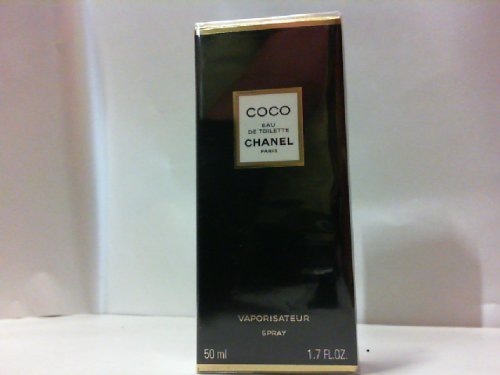 COCO
EAU
DE TOILETTE
CHANEL
PARIS
VAPORISATEUR
SPRAY
50 ml 1.7 FL.OZ.